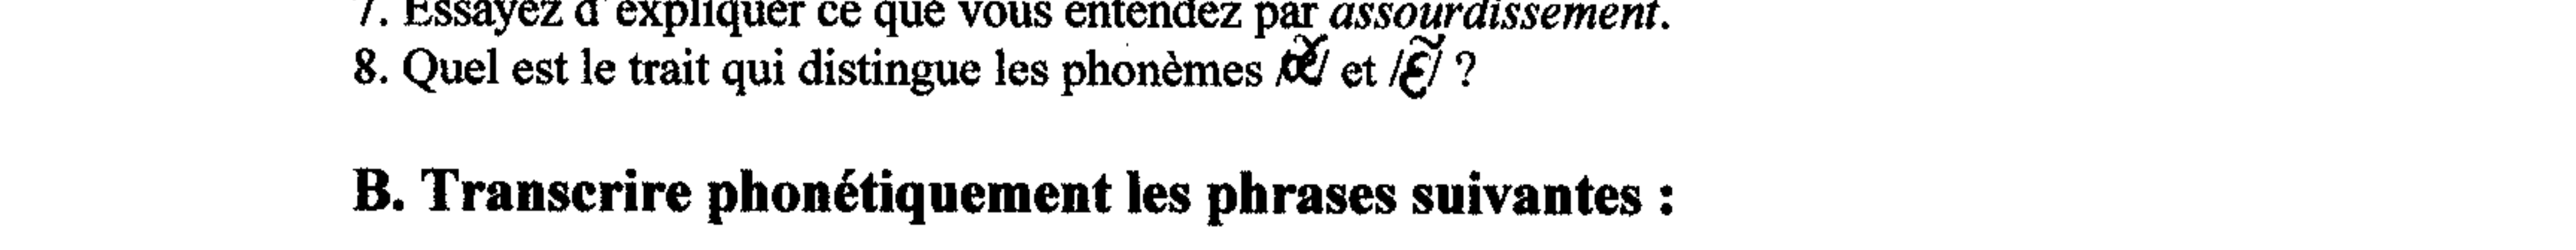 7. Essayez d'expliquer ce que vous entendez par assourdissement.
8. Quel est le trait qui distingue les phonèmes /œ̃/ et /ɛ̃/ ?
B. Transcrire phonétiquement les phrases suivantes :